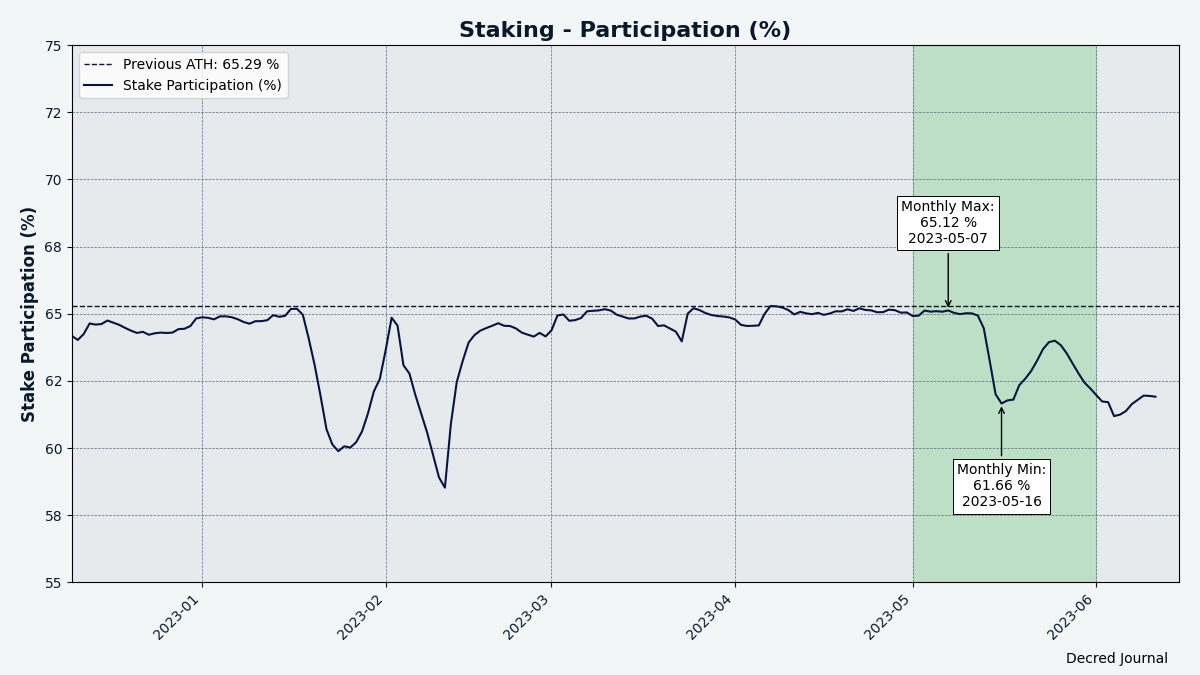 Staking - Participation (%)
Previous ATH: 65.29 %
Stake Participation (%)
Stake Participation (%)
75
72
70
68
65
62
60
58
55
Monthly Max:
65.12 %
2023-05-07
Monthly Min:
61.66 %
2023-05-16
2023-01
2023-02
2023-03
2023-04
2023-05
2023-06
Decred Journal